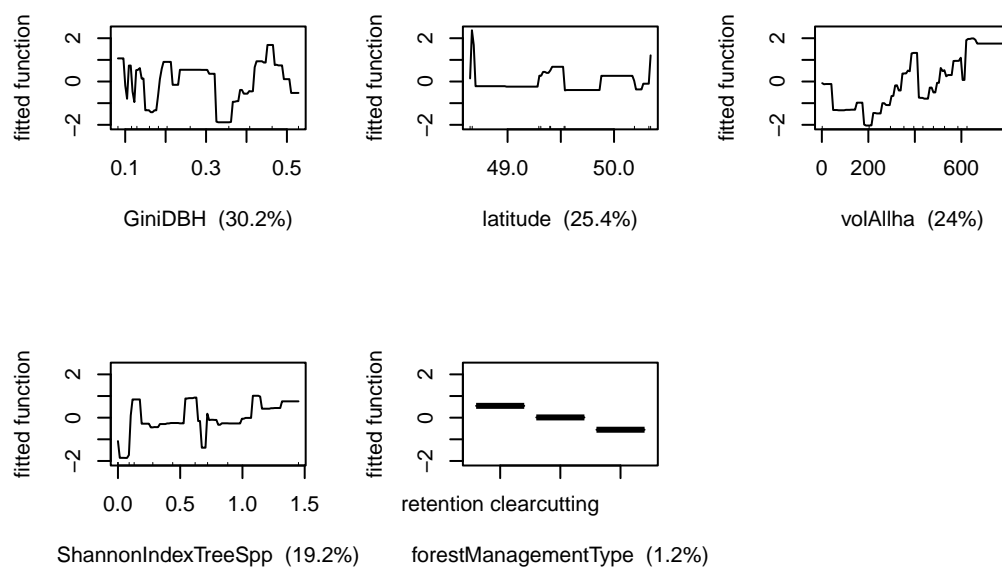 fitted function
2
0
-2
0.1 0.3 0.5
GiniDBH (30.2%)
fitted function
2
0
-2
49.0 50.0
latitude (25.4%)
fitted function
2
0
-2
0 200 600
volAllha (24%)
fitted function
2
0
-2
0.0 0.5 1.0 1.5
ShannonIndexTreeSpp (19.2%)
fitted function
2
0
-2
retention clearcutting
forestManagementType (1.2%)